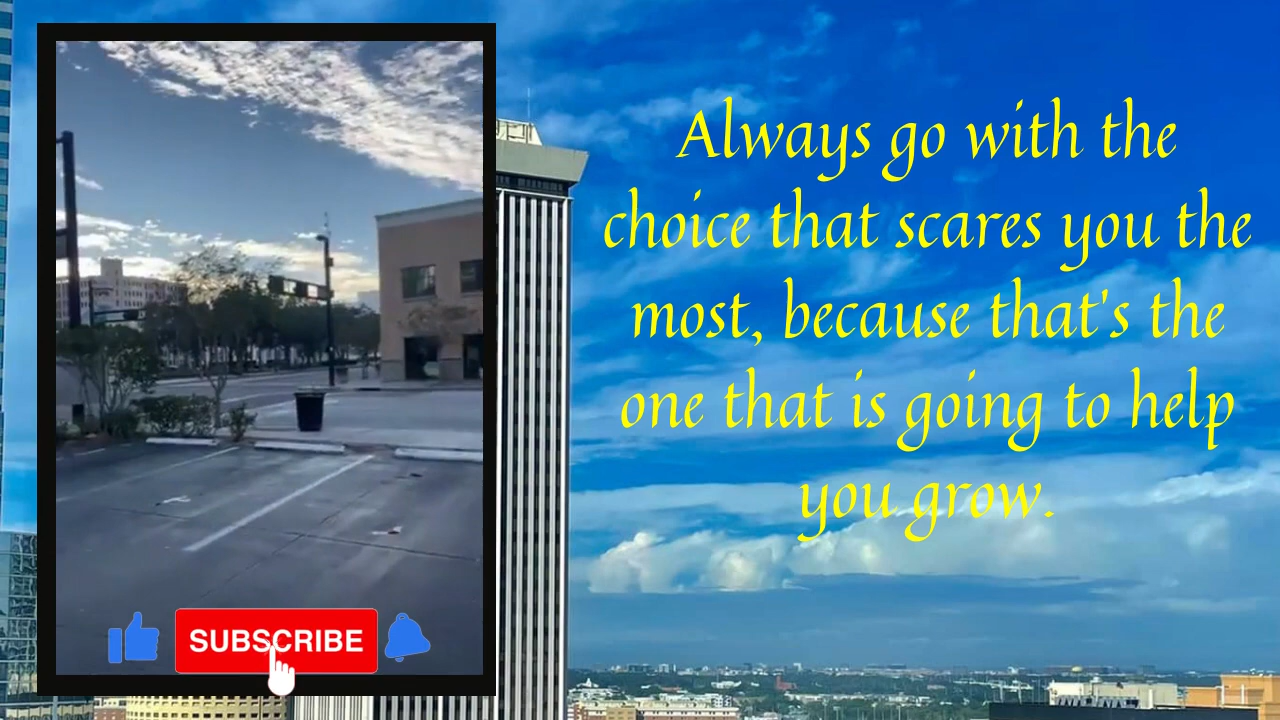 Always go with the
choice that scares you the
most, because that's the
one that is going to help
you grow.
SUBSCRIBE